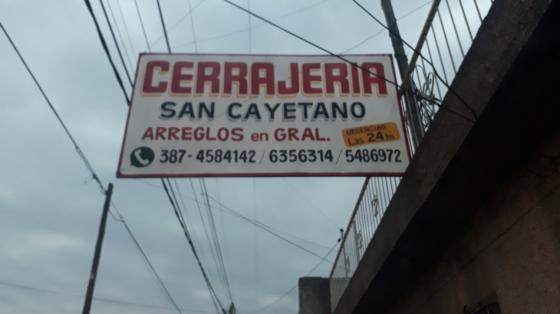 CERRAJERIA
SAN CAYETANO
ARREGLOS en GRAL.
URGENCIAS
Las 24 hs
387-4584142 / 6356314 / 5486972